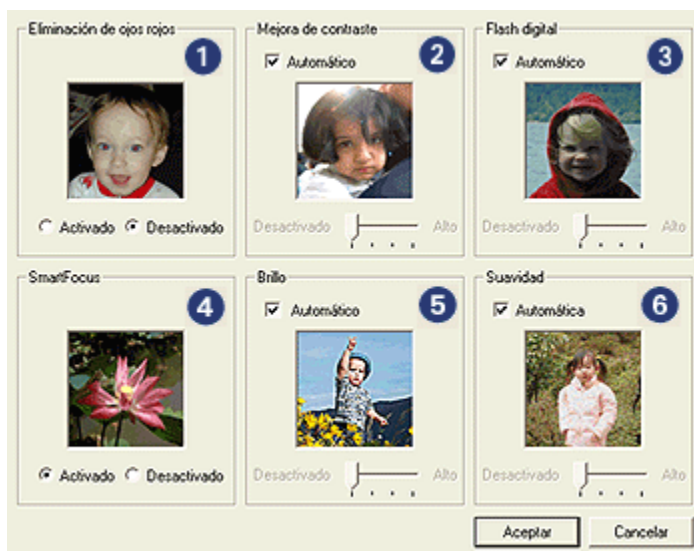 Eliminación de ojos rojos
1
Activado Desactivado
Mejora de contraste
2
Automático
Desactivado Alto
Flash digital
3
Automático
Desactivado Alto
SmartFocus
4
Activado Desactivado
Brillo
5
Automático
Desactivado Alto
Suavidad
6
Automática
Desactivado Alto
Aceptar Cancelar